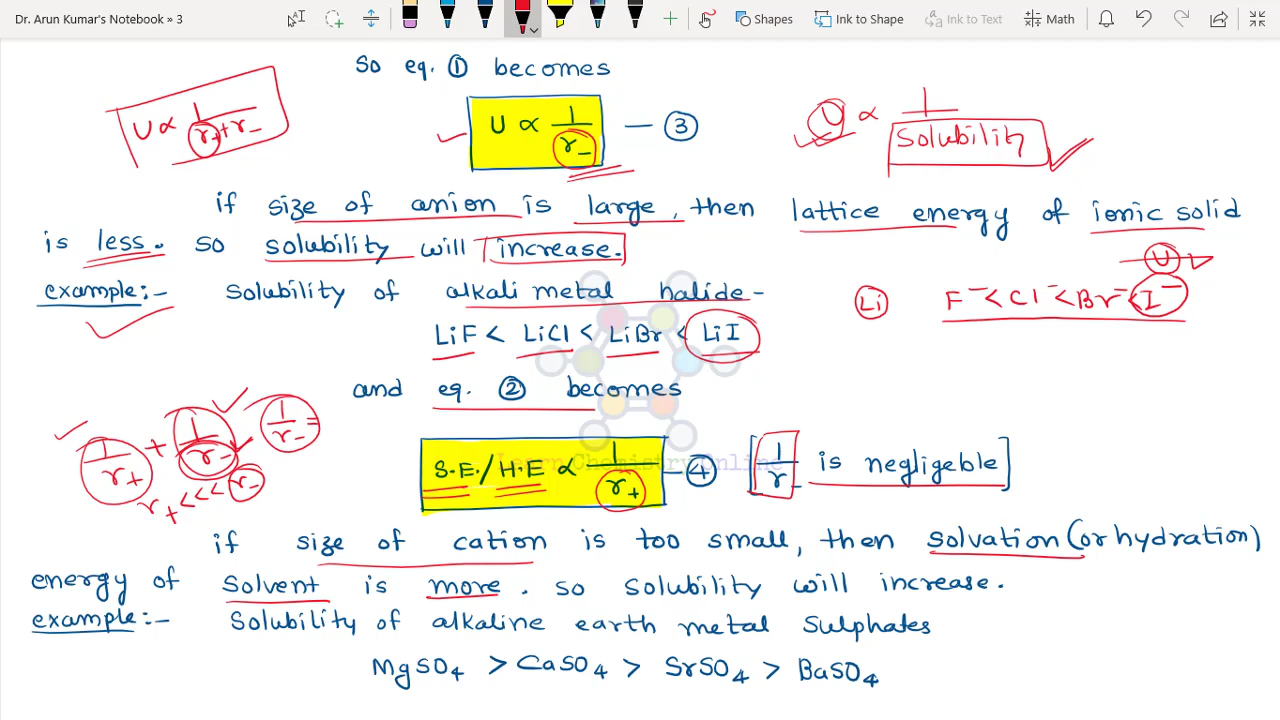 Dr. Arun Kumar's Notebook » 3
Shapes Ink to Shape Ink to Text Math
So eq. ① becomes
U ∝ 1/(r₊+r₋)
U ∝ 1/r₋ — ③
U ∝ 1/Solubility
if size of anion is large, then lattice energy of ionic solid
is less. so solubility will increase.
U
example:- Solubility of alkali metal halide-
Li F⁻ < Cl⁻ < Br⁻ < I⁻
LiF < LiCl < LiBr < LiI
and eq. ② becomes
1/r₊ + 1/r₋ 1/r₋ =
r₊ <<< r₋
S.E./H.E ∝ 1/r₊ — ④ [1/r₋ is negligeble]
Learn Chemistry Online
if size of cation is too small, then solvation (or hydration)
energy of solvent is more. so solubility will increase.
example:- Solubility of alkaline earth metal Sulphates
MgSO₄ > CaSO₄ > SrSO₄ > BaSO₄